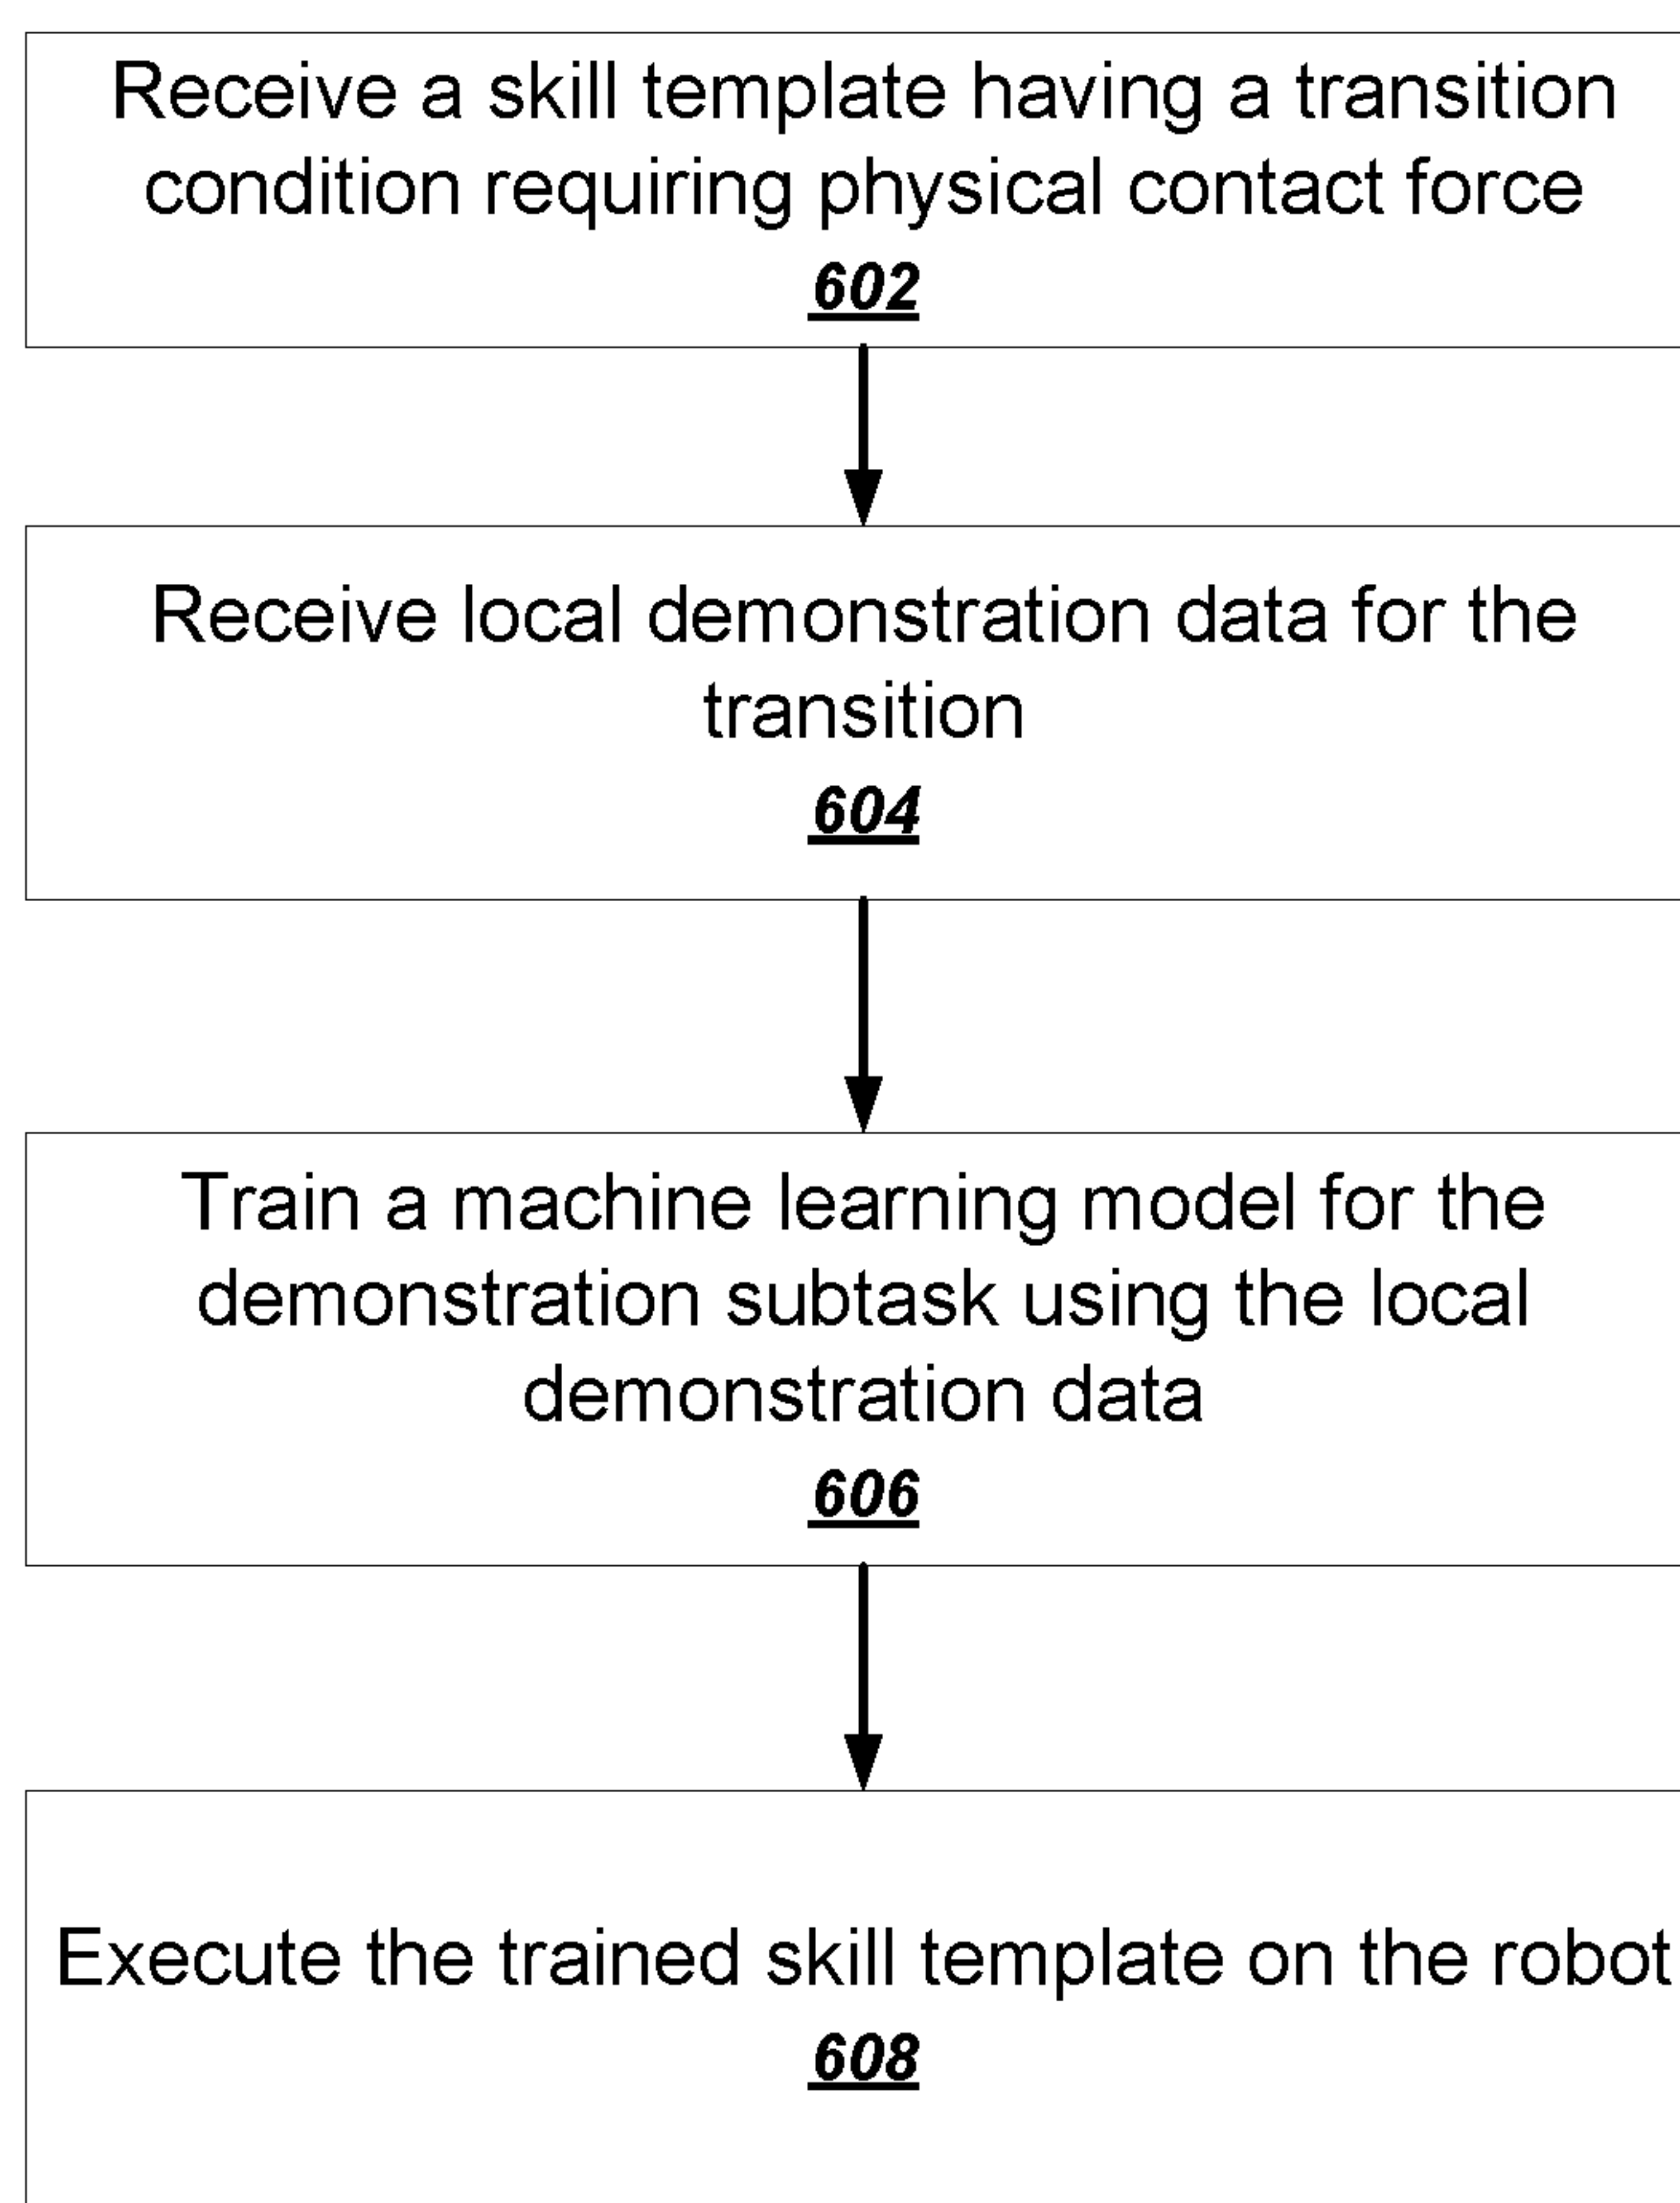 Receive a skill template having a transition
condition requiring physical contact force
602
Receive local demonstration data for the
transition
604
Train a machine learning model for the
demonstration subtask using the local
demonstration data
606
Execute the trained skill template on the robot
608